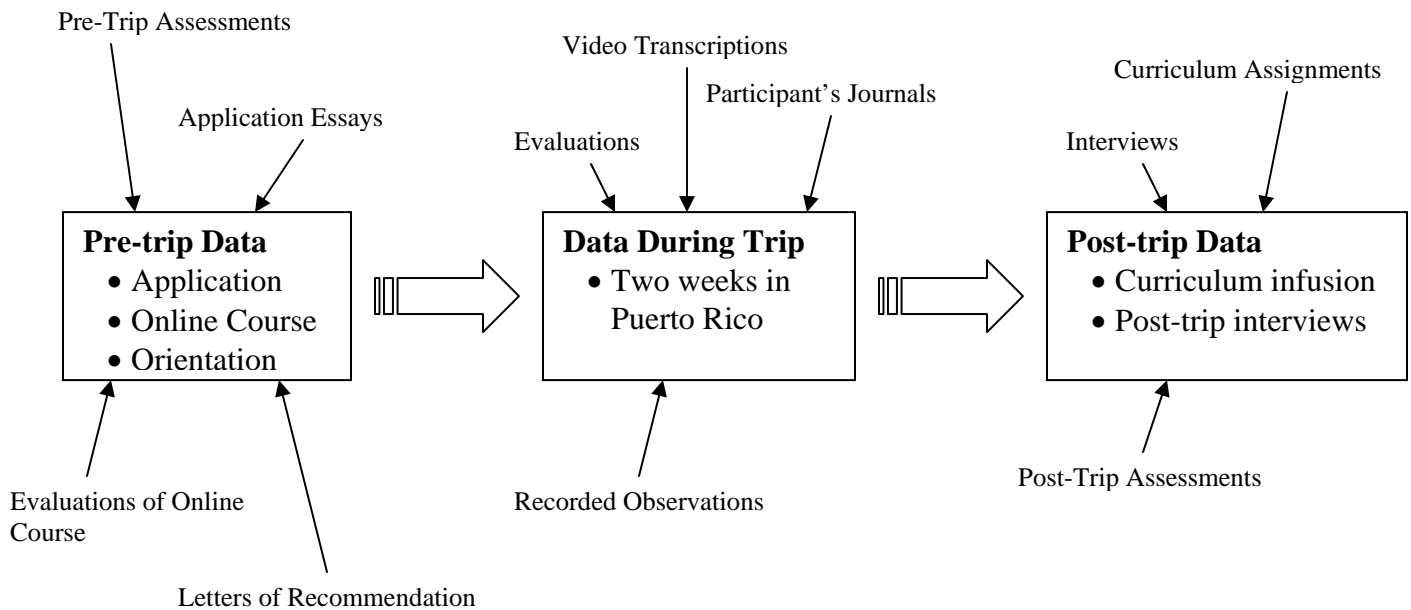 Pre-Trip Assessments
Application Essays
Video Transcriptions
Participant’s Journals
Evaluations
Curriculum Assignments
Interviews
Pre-trip Data
• Application
• Online Course
• Orientation
Data During Trip
• Two weeks in
Puerto Rico
Post-trip Data
• Curriculum infusion
• Post-trip interviews
Evaluations of Online
Course
Letters of Recommendation
Recorded Observations
Post-Trip Assessments